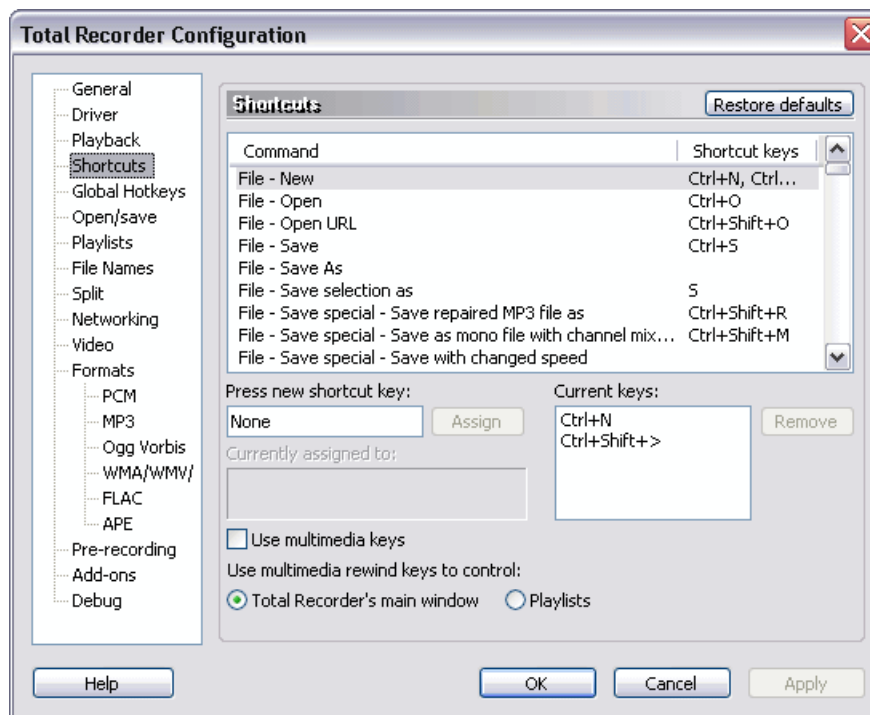 Total Recorder Configuration
General
Driver
Playback
Shortcuts
Global Hotkeys
Open/save
Playlists
File Names
Split
Networking
Video
Formats
PCM
MP3
Ogg Vorbis
WMA/WMV/
FLAC
APE
Pre-recording
Add-ons
Debug
Shortcuts
Restore defaults
Command Shortcut keys
File - New Ctrl+N, Ctrl...
File - Open Ctrl+O
File - Open URL Ctrl+Shift+O
File - Save Ctrl+S
File - Save As
File - Save selection as S
File - Save special - Save repaired MP3 file as Ctrl+Shift+R
File - Save special - Save as mono file with channel mix... Ctrl+Shift+M
File - Save special - Save with changed speed
Press new shortcut key:
None
Assign
Currently assigned to:
Current keys:
Ctrl+N
Ctrl+Shift+>
Remove
Use multimedia keys
Use multimedia rewind keys to control:
Total Recorder's main window Playlists
Help OK Cancel Apply